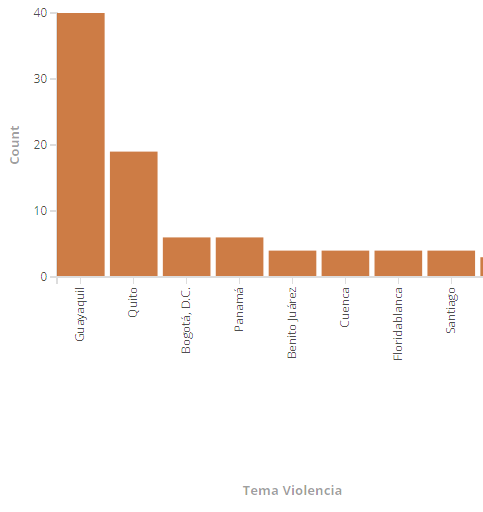 40
30
20
10
0
Count
Guayaquil
Quito
Bogotá, D.C.
Panamá
Benito Juárez
Cuenca
Floridablanca
Santiago
Tema Violencia